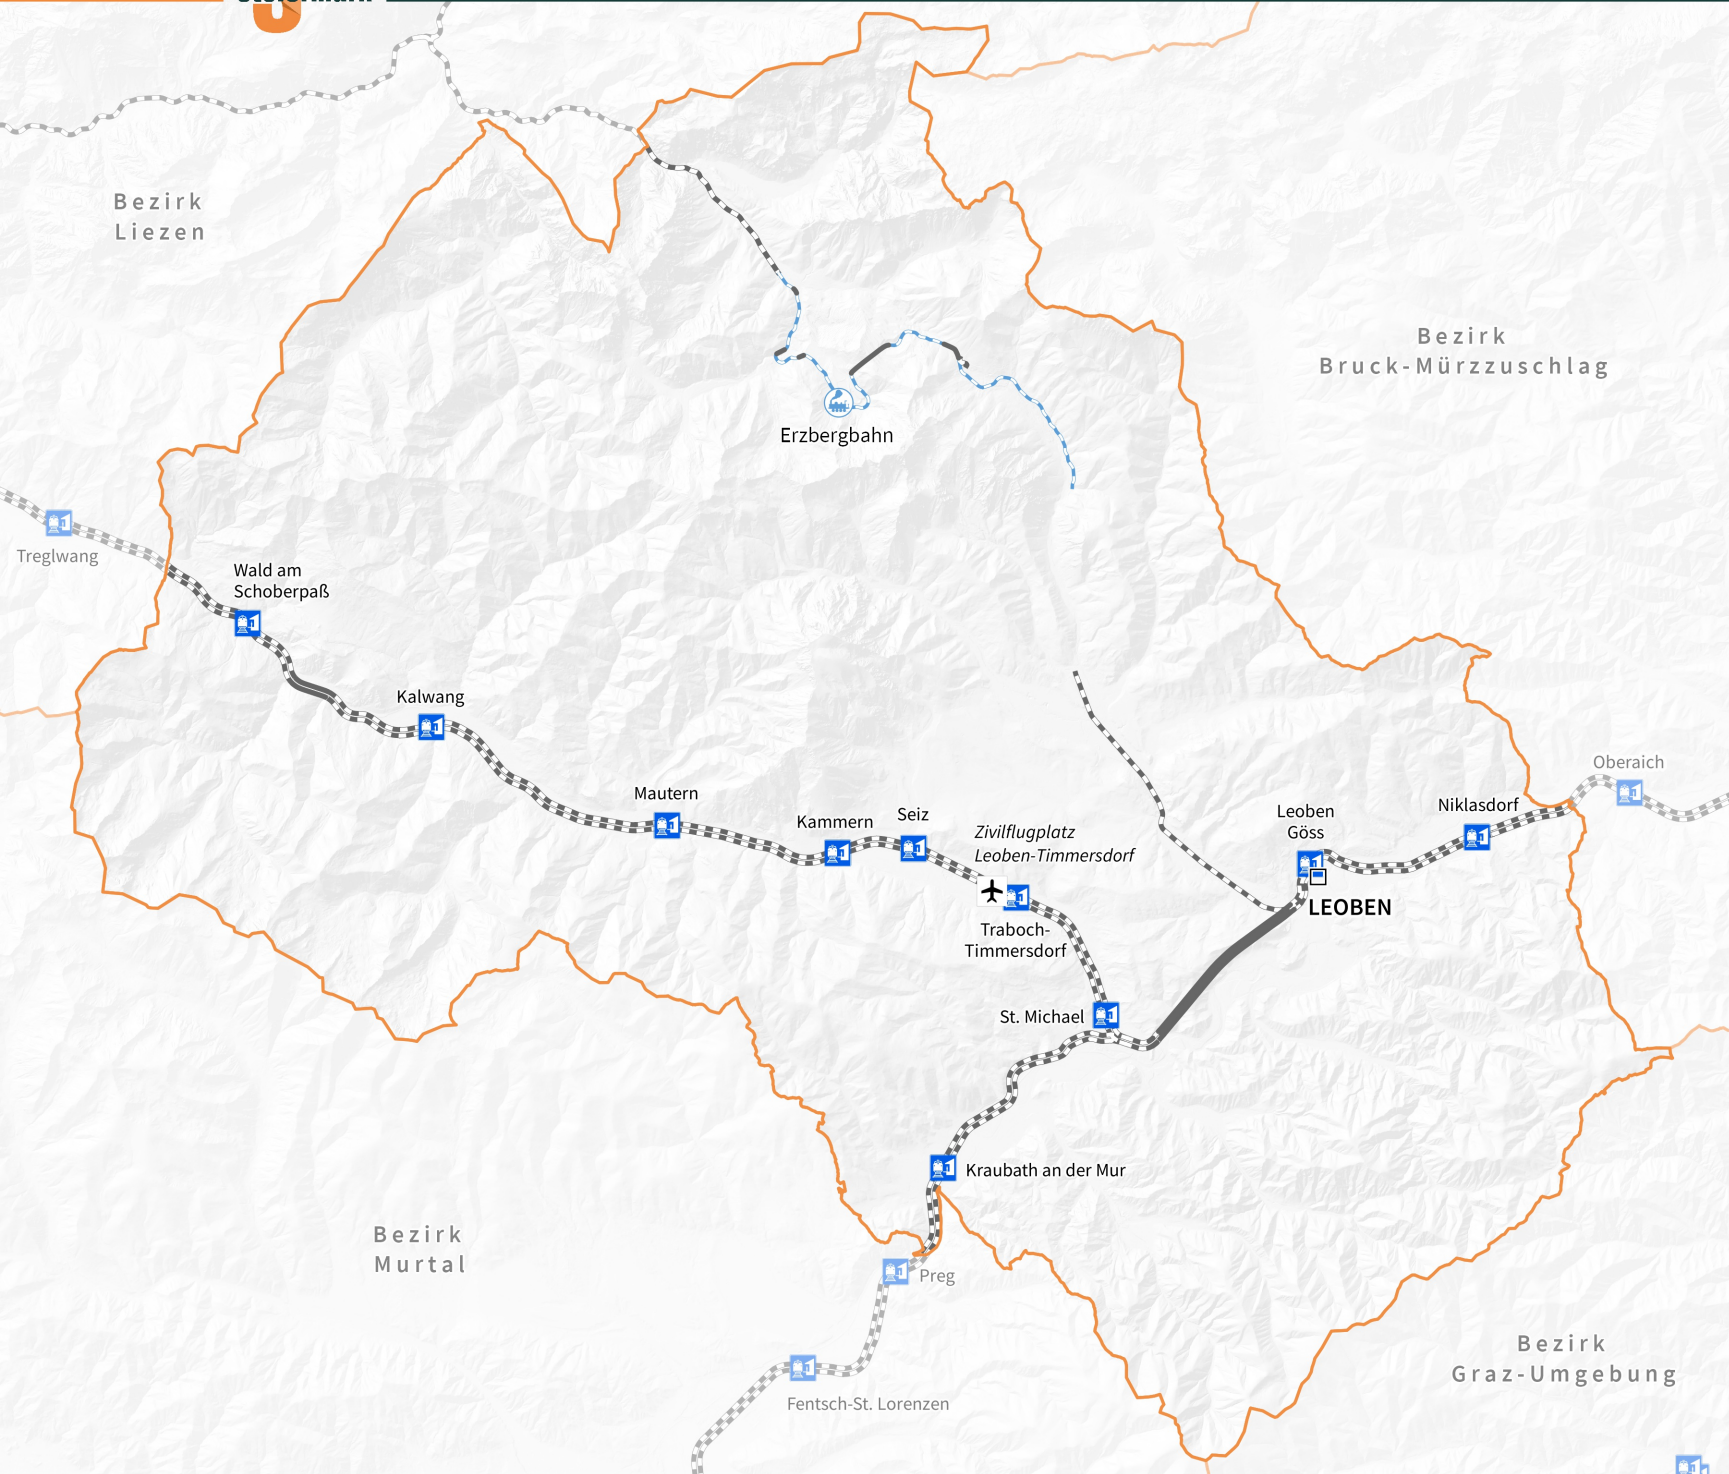 Steiermark
Bezirk
Liezen
Bezirk
Bruck-Mürzzuschlag
Erzbergbahn
Treglwang
Wald am
Schoberpaß
Kalwang
Mautern
Kammern
Seiz
Zivilflugplatz
Leoben-Timmersdorf
Traboch-
Timmersdorf
Leoben
Göss
LEOBEN
Niklasdorf
Oberaich
St. Michael
Kraubath an der Mur
Bezirk
Murtal
Preg
Fentsch-St. Lorenzen
Bezirk
Graz-Umgebung